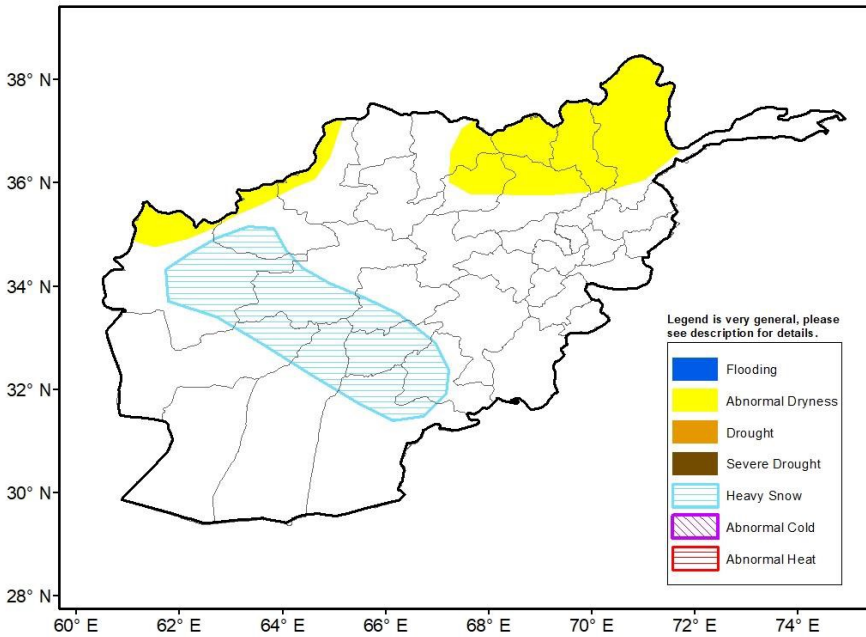 38° N
36° N
34° N
32° N
30° N
28° N
Legend is very general, please
see description for details.
Flooding
Abnormal Dryness
Drought
Severe Drought
Heavy Snow
Abnormal Cold
Abnormal Heat
60° E 62° E 64° E 66° E 68° E 70° E 72° E 74° E